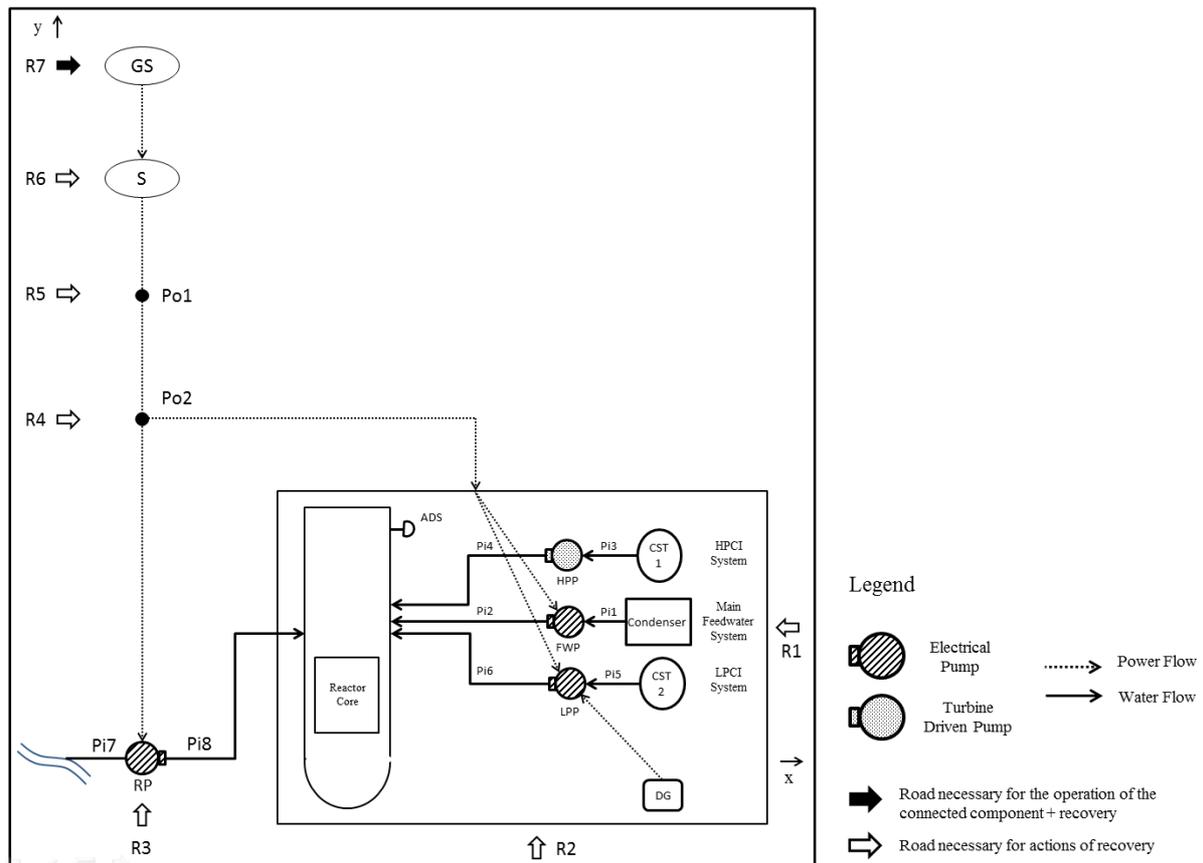 y
R7
GS
R6
S
R5
Po1
Po2
R4
ADS
Pi4
Pi3
CST
1
HPCI
System
HPP
Pi2
Pi1
Condenser
Main
Feedwater
System
FWP
R1
Pi6
Pi5
CST
2
LPCI
System
LPP
Reactor
Core
Pi7
Pi8
RP
DG
x
R3
R2
Legend
Electrical
Pump
Power Flow
Water Flow
Turbine
Driven Pump
Road necessary for the operation of the
connected component + recovery
Road necessary for actions of recovery